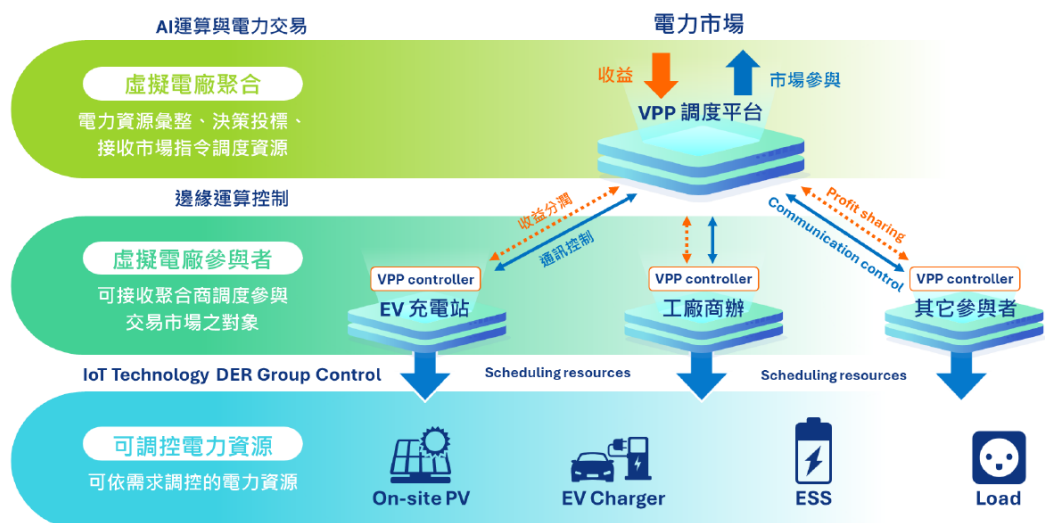 AI運算與電力交易
電力市場
虛擬電廠聚合
電力資源彙整、決策投標、
接收市場指令調度資源
收益
市場參與
VPP 調度平台
邊緣運算控制
收益分潤
通訊控制
Profit sharing
Communication control
虛擬電廠參與者
可接收聚合商調度參與
交易市場之對象
VPP controller
EV 充電站
VPP controller
工廠商辦
VPP controller
其它參與者
IoT Technology DER Group Control
Scheduling resources
Scheduling resources
可調控電力資源
可依需求調控的電力資源
On-site PV
EV Charger
ESS
Load